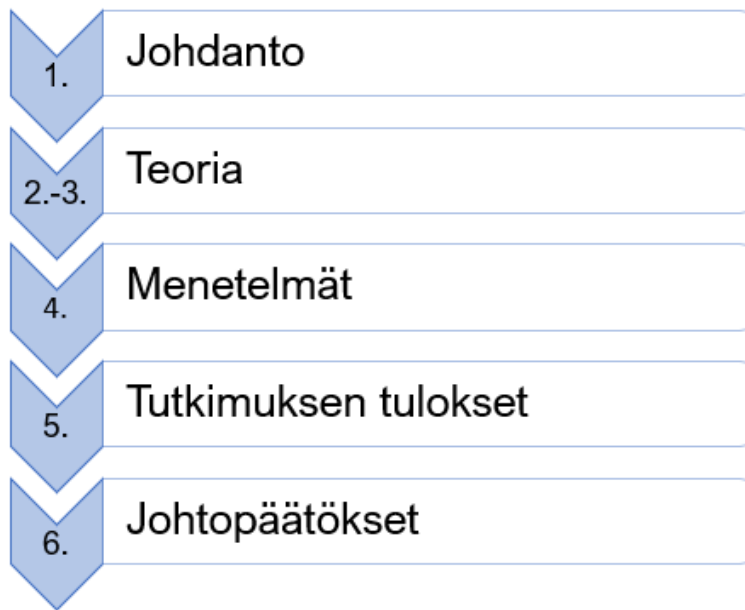 1. Johdanto
2.-3. Teoria
4. Menetelmät
5. Tutkimuksen tulokset
6. Johtopäätökset